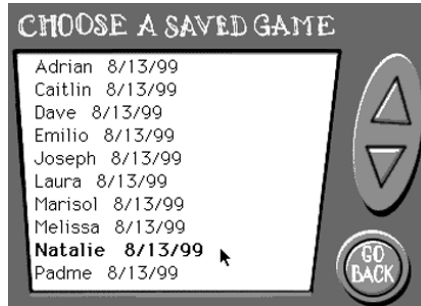 CHOOSE A SAVED GAME
Adrian 8/13/99
Caitlin 8/13/99
Dave 8/13/99
Emilio 8/13/99
Joseph 8/13/99
Laura 8/13/99
Marisol 8/13/99
Melissa 8/13/99
Natalie 8/13/99
Padme 8/13/99
GO
BACK